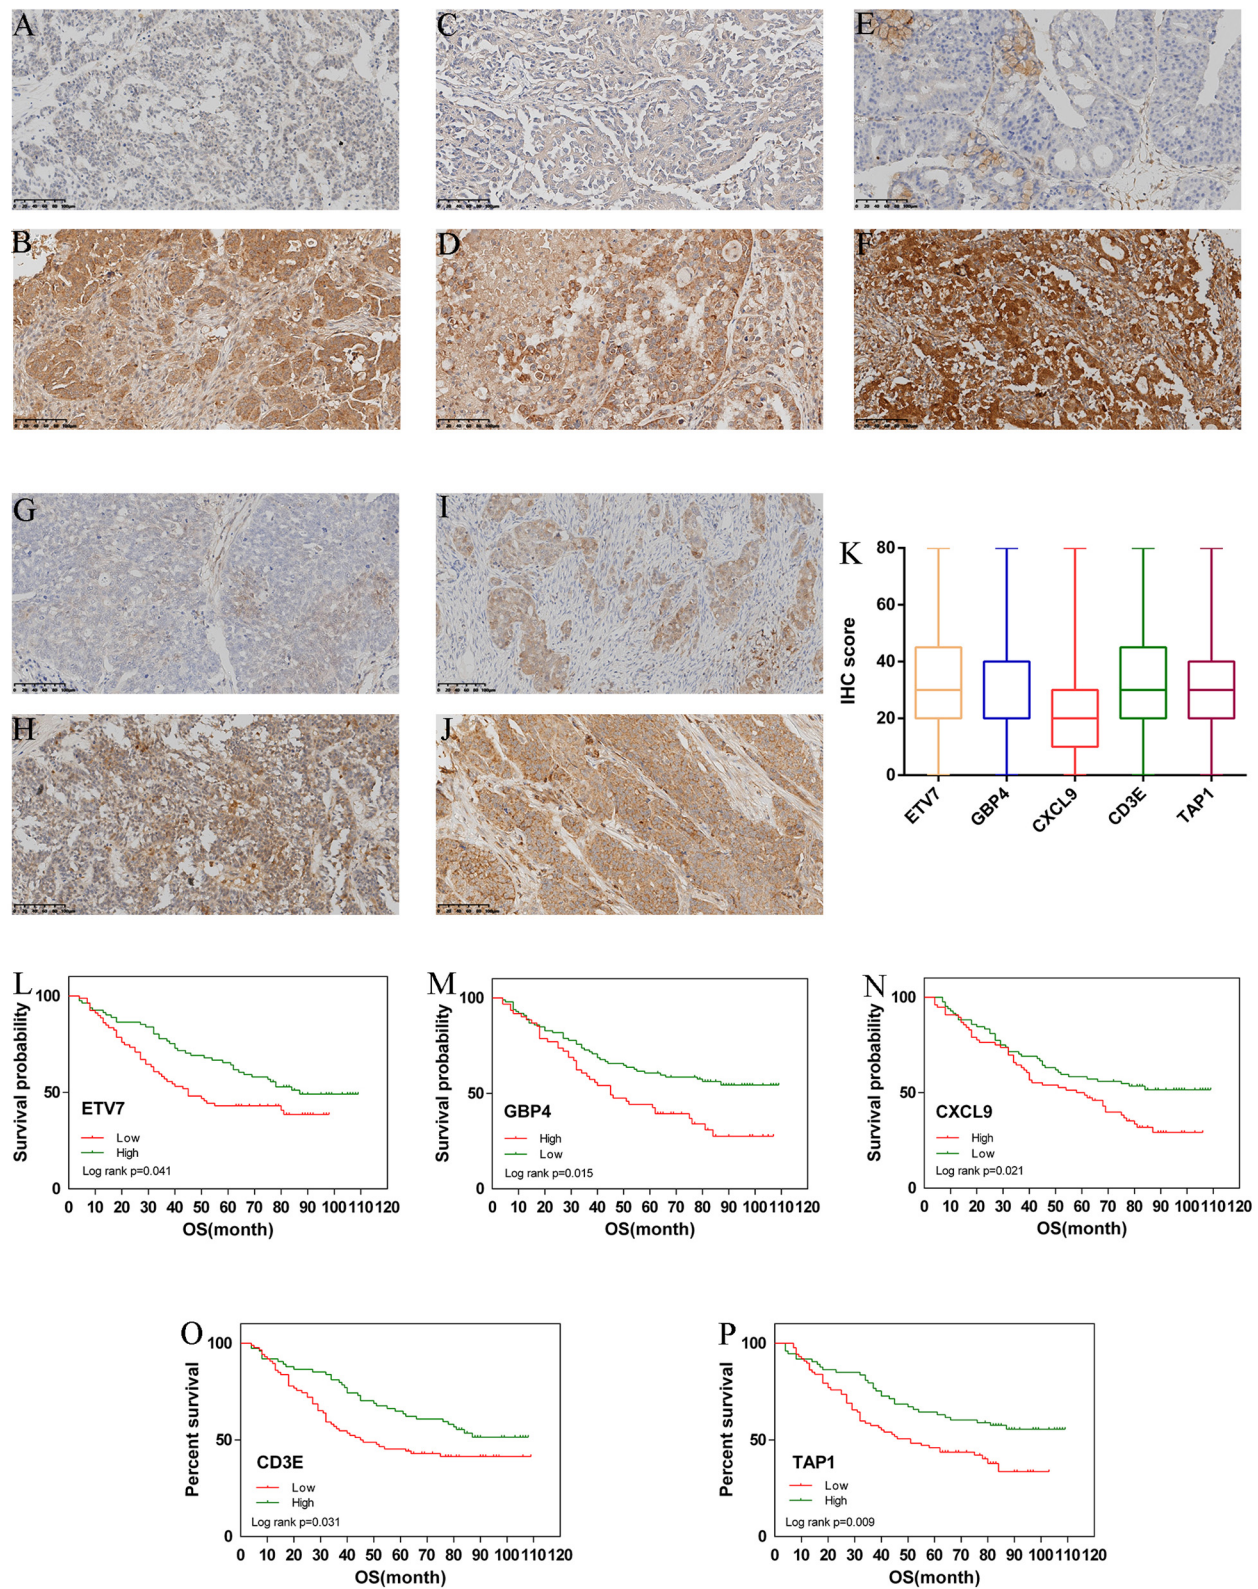 A
C
E
B
D
F
G
I
H
J
K
80
60
40
20
0
IHC score
ETV7
GBP4
CXCL9
CD3E
TAP1
L
100
50
0
Survival probability
ETV7
Low
High
Log rank p=0.041
0 10 20 30 40 50 60 70 80 90 100 110 120
OS(month)
M
100
50
0
Survival probability
GBP4
High
Low
Log rank p=0.015
0 10 20 30 40 50 60 70 80 90 100 110 120
OS(month)
N
100
50
0
Survival probability
CXCL9
High
Low
Log rank p=0.021
0 10 20 30 40 50 60 70 80 90 100 110 120
OS(month)
O
100
50
0
Percent survival
CD3E
Low
High
Log rank p=0.031
0 10 20 30 40 50 60 70 80 90 100 110 120
OS(month)
P
100
50
0
Percent survival
TAP1
Low
High
Log rank p=0.009
0 10 20 30 40 50 60 70 80 90 100 110 120
OS(month)